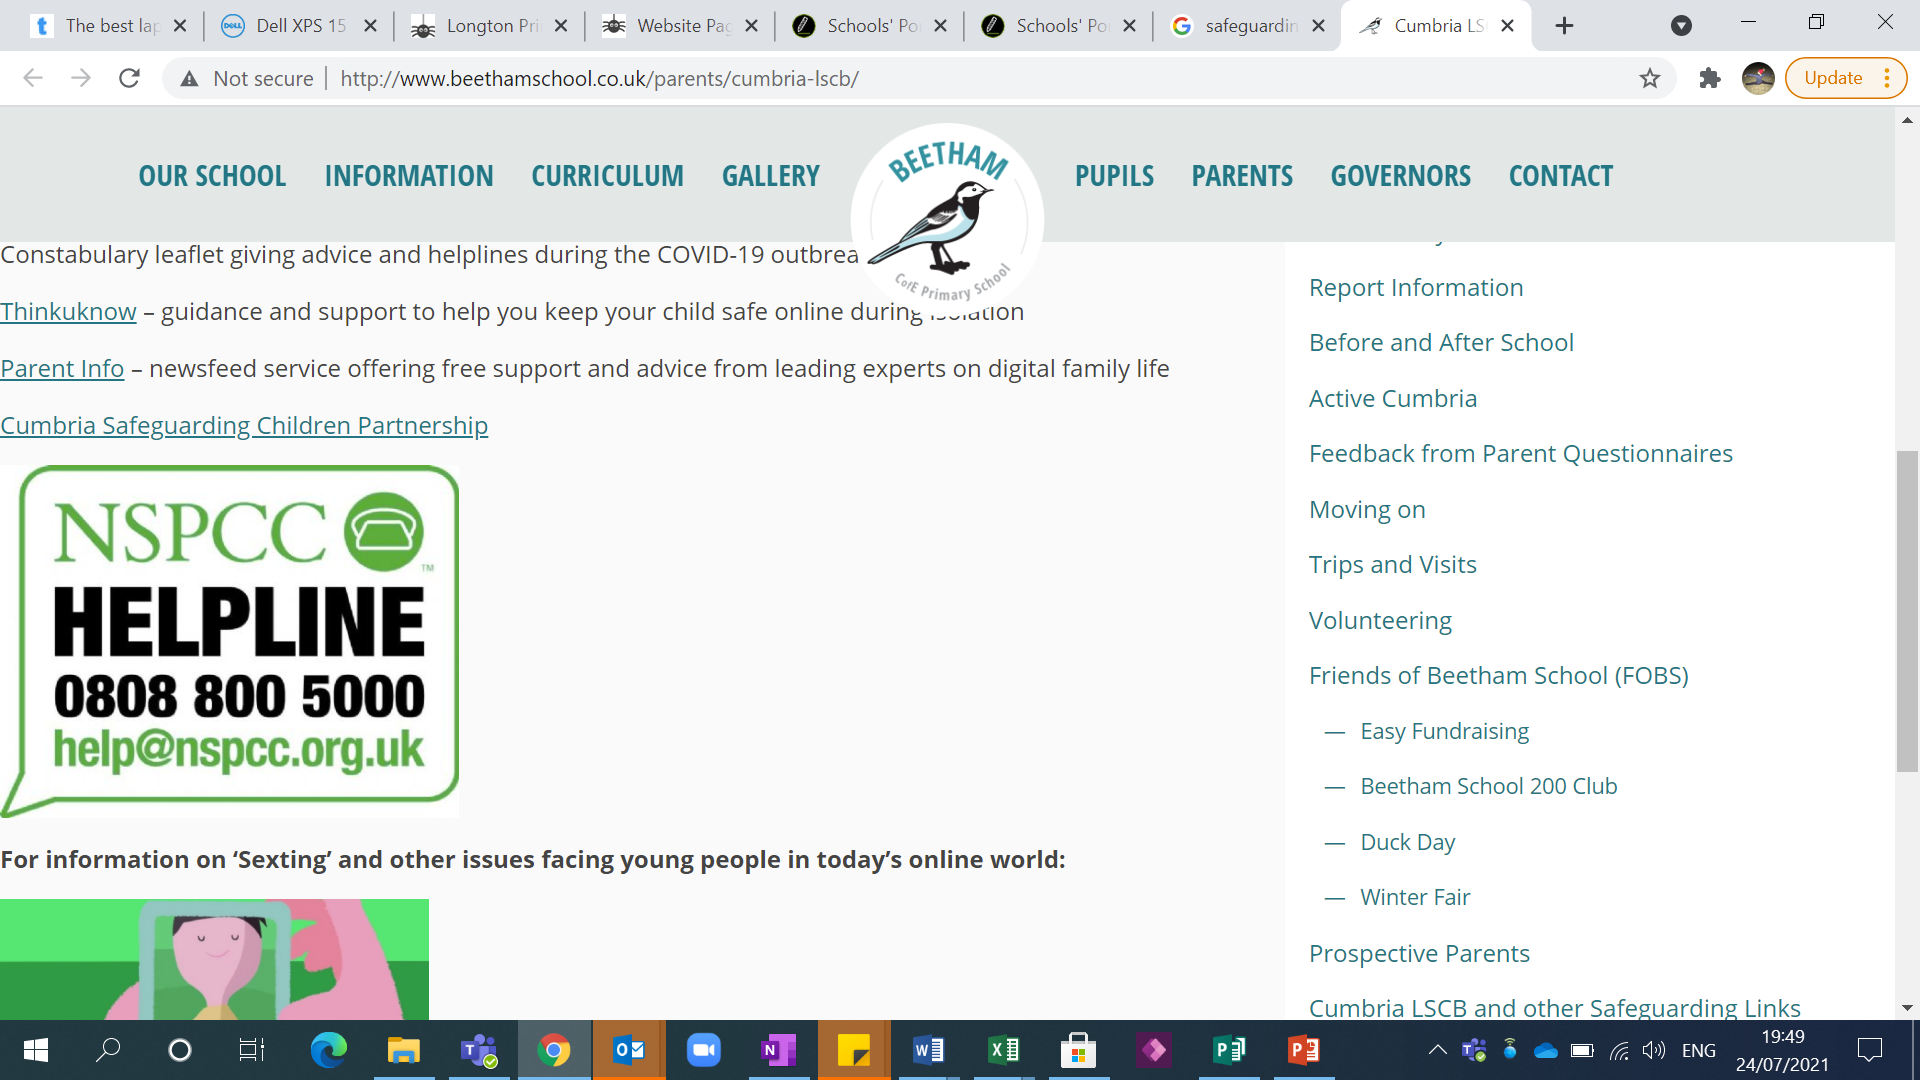 The best lap
Dell XPS 15
Longton Pri
Website Pag
Schools' Po
Schools' Po
safeguardin
Cumbria LS
Not secure
http://www.beethamschool.co.uk/parents/cumbria-lscb/
Update
OUR SCHOOL INFORMATION CURRICULUM GALLERY
BEETHAM
CofE Primary School
PUPILS PARENTS GOVERNORS CONTACT
Constabulary leaflet giving advice and helplines during the COVID-19 outbrea
Thinkuknow – guidance and support to help you keep your child safe online during isolation
Parent Info – newsfeed service offering free support and advice from leading experts on digital family life
Cumbria Safeguarding Children Partnership
NSPCC
TM
HELPLINE
0808 800 5000
help@nspcc.org.uk
For information on ‘Sexting’ and other issues facing young people in today’s online world:
Report Information
Before and After School
Active Cumbria
Feedback from Parent Questionnaires
Moving on
Trips and Visits
Volunteering
Friends of Beetham School (FOBS)
— Easy Fundraising
— Beetham School 200 Club
— Duck Day
— Winter Fair
Prospective Parents
Cumbria LSCB and other Safeguarding Links
ENG
19:49
24/07/2021